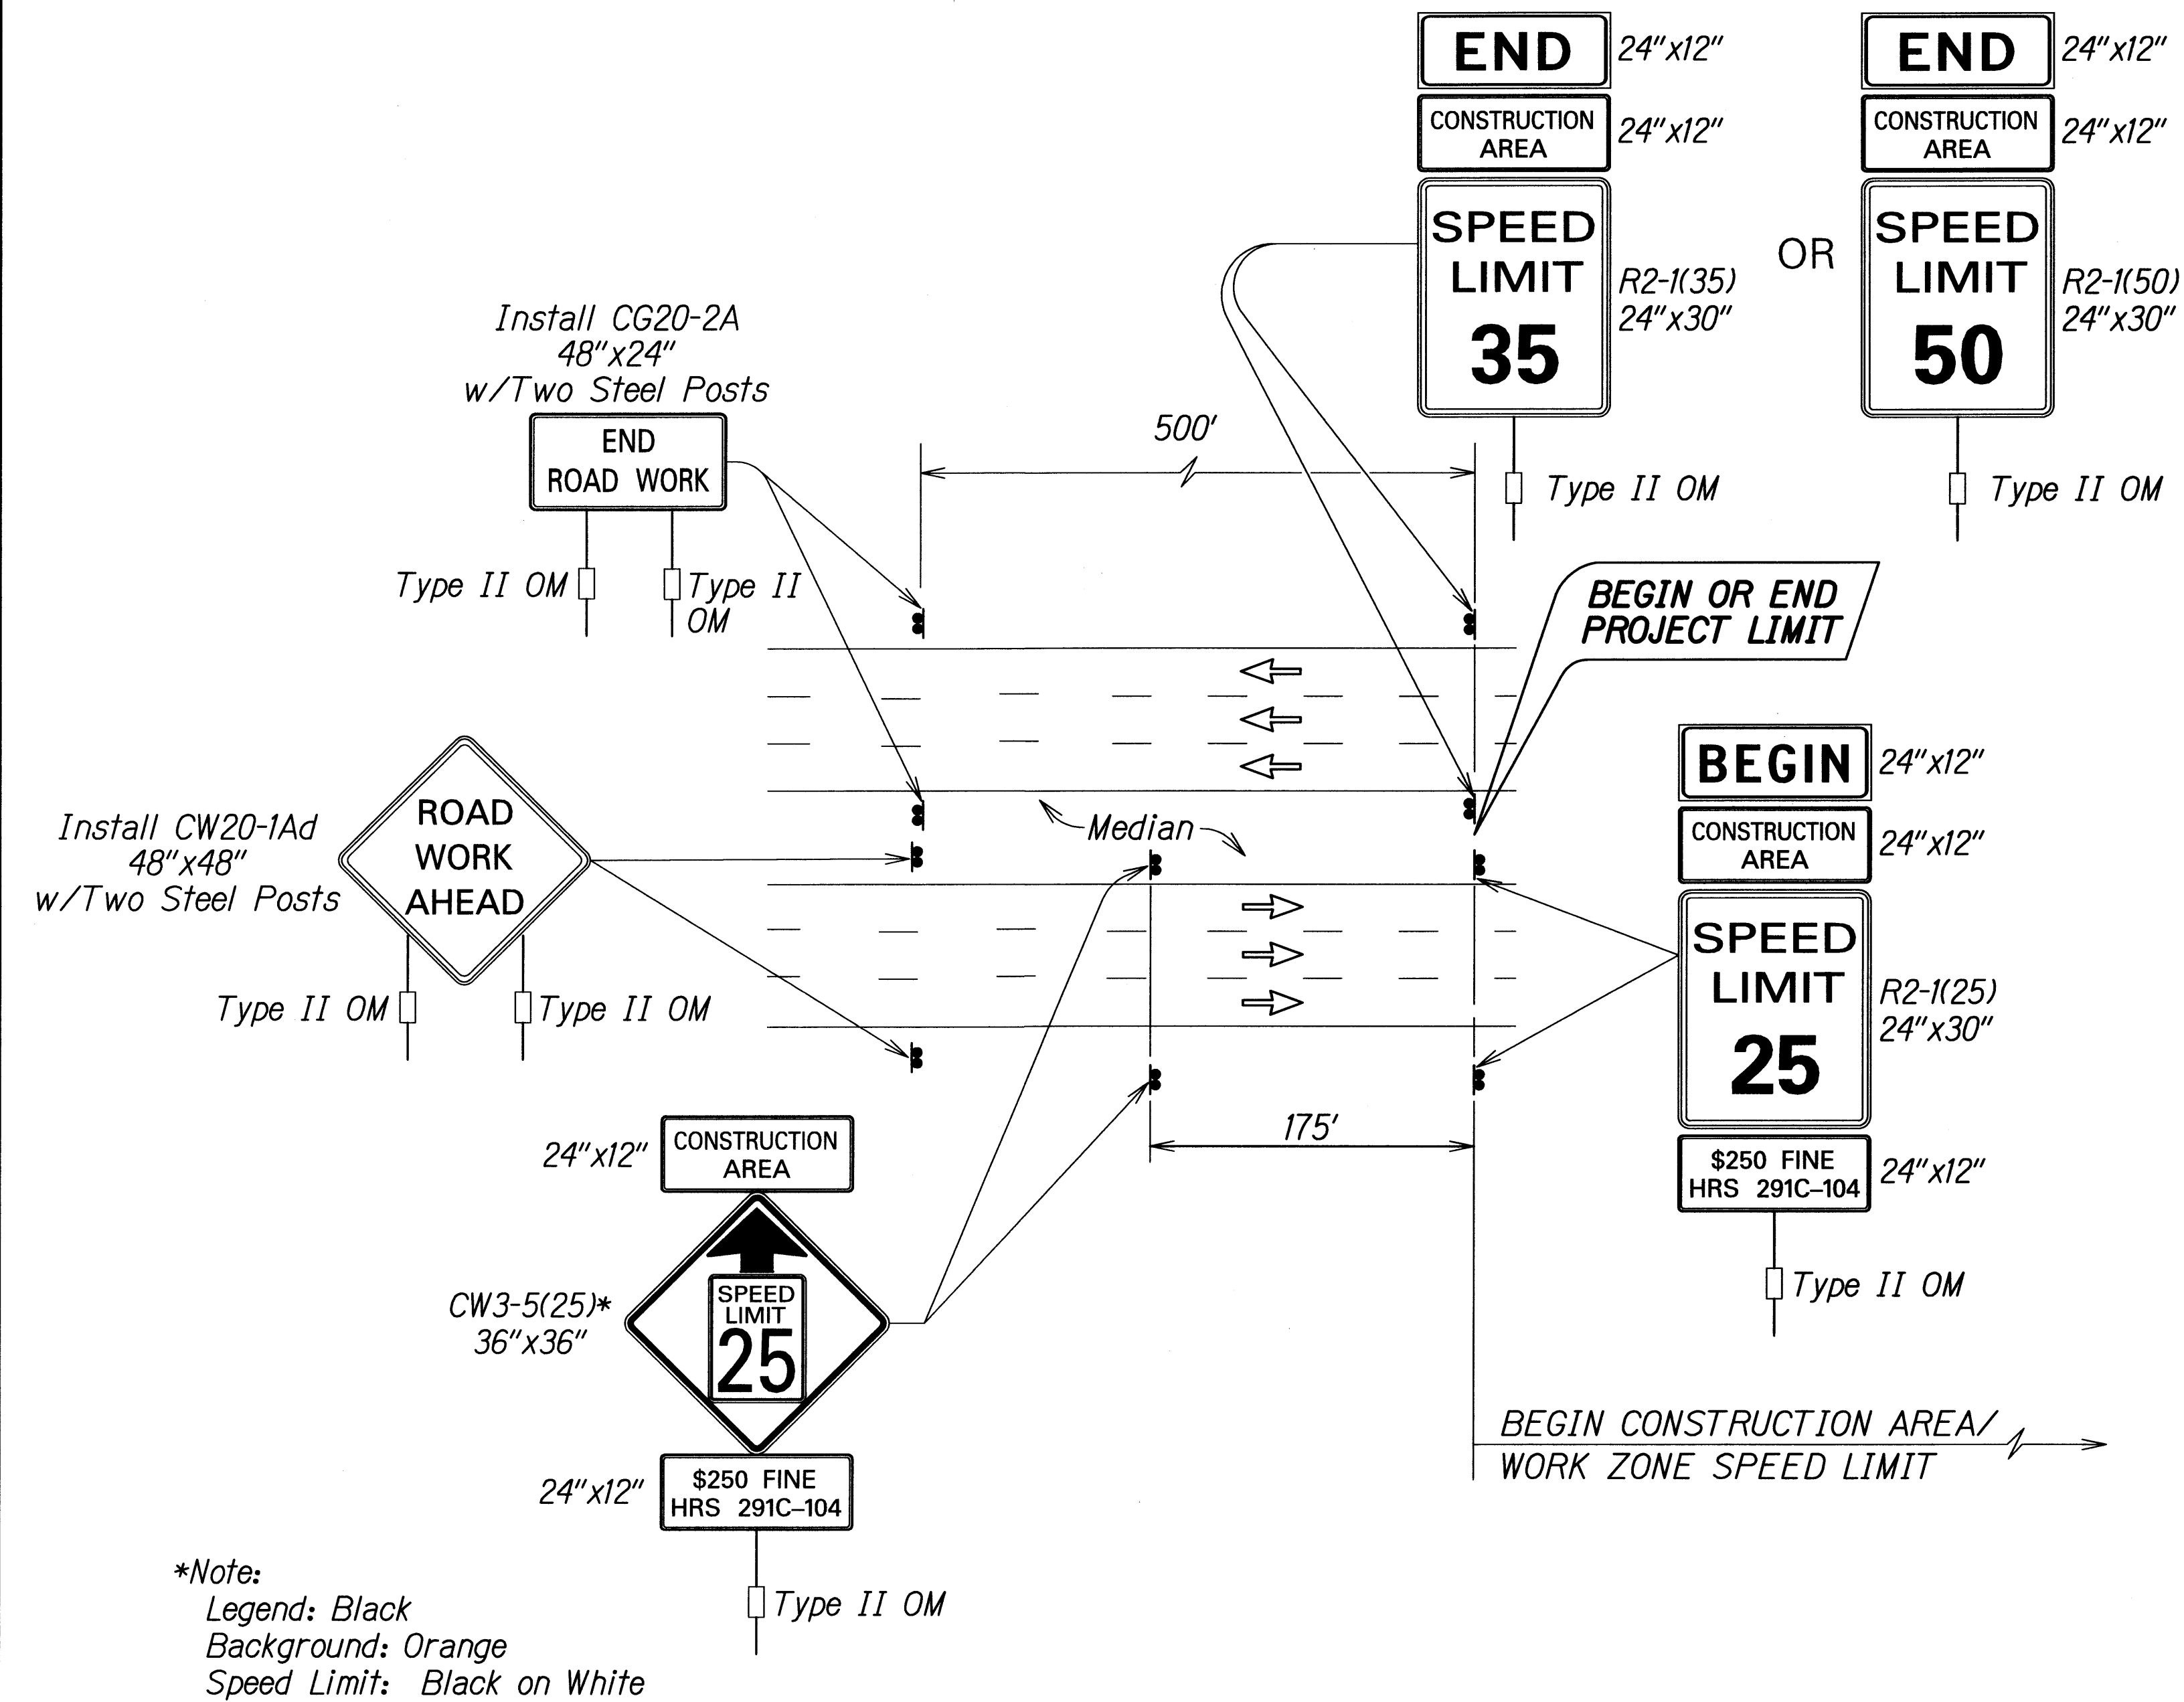 END
24"x12"
CONSTRUCTION
AREA
24"x12"
SPEED
LIMIT
35
R2-1(35)
24"x30"
Type II OM
OR
END
24"x12"
CONSTRUCTION
AREA
24"x12"
SPEED
LIMIT
50
R2-1(50)
24"x30"
Type II OM
Install CG20-2A
48"x24"
w/Two Steel Posts
END
ROAD WORK
Type II OM
Type II
OM
500'
BEGIN OR END
PROJECT LIMIT
Install CW20-1Ad
48"x48"
w/Two Steel Posts
ROAD
WORK
AHEAD
Type II OM
Type II OM
Median
BEGIN
24"x12"
CONSTRUCTION
AREA
24"x12"
SPEED
LIMIT
25
R2-1(25)
24"x30"
$250 FINE
HRS 291C–104
24"x12"
Type II OM
175'
24"x12"
CONSTRUCTION
AREA
CW3-5(25)*
36"x36"
SPEED
LIMIT
25
24"x12"
$250 FINE
HRS 291C–104
Type II OM
BEGIN CONSTRUCTION AREA/
WORK ZONE SPEED LIMIT
*Note:
Legend: Black
Background: Orange
Speed Limit: Black on White